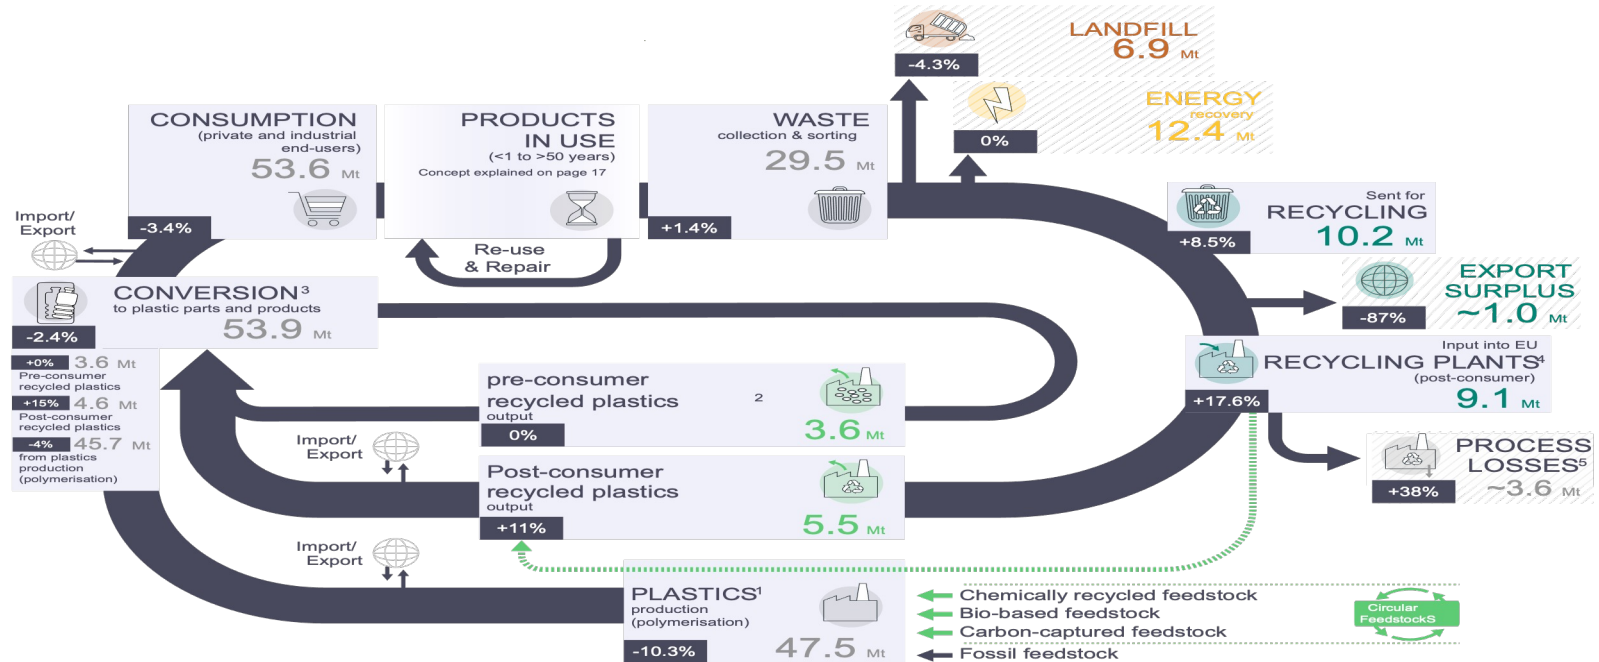 LANDFILL
6.9 Mt
-4.3%
ENERGY
recovery
12.4 Mt
0%
CONSUMPTION
(private and industrial
end-users)
53.6 Mt
-3.4%
PRODUCTS
IN USE
(<1 to >50 years)
Concept explained on page 17
WASTE
collection & sorting
29.5 Mt
+1.4%
Sent for
RECYCLING
10.2 Mt
+8.5%
Import/
Export
Re-use
& Repair
EXPORT
SURPLUS
~1.0 Mt
-87%
CONVERSION³
to plastic parts and products
53.9 Mt
-2.4%
+0% 3.6 Mt
Pre-consumer
recycled plastics
+15% 4.6 Mt
Post-consumer
recycled plastics
-4% 45.7 Mt
from plastics
production
(polymerisation)
Input into EU
RECYCLING PLANTS⁴
(post-consumer)
9.1 Mt
+17.6%
pre-consumer
recycled plastics 2
output
0%
3.6 Mt
Import/
Export
Post-consumer
recycled plastics
output
+11%
5.5 Mt
PROCESS
LOSSES⁵
~3.6 Mt
+38%
Import/
Export
PLASTICS¹
production
(polymerisation)
-10.3%
47.5 Mt
Chemically recycled feedstock
Bio-based feedstock
Carbon-captured feedstock
Fossil feedstock
Circular
FeedstockS